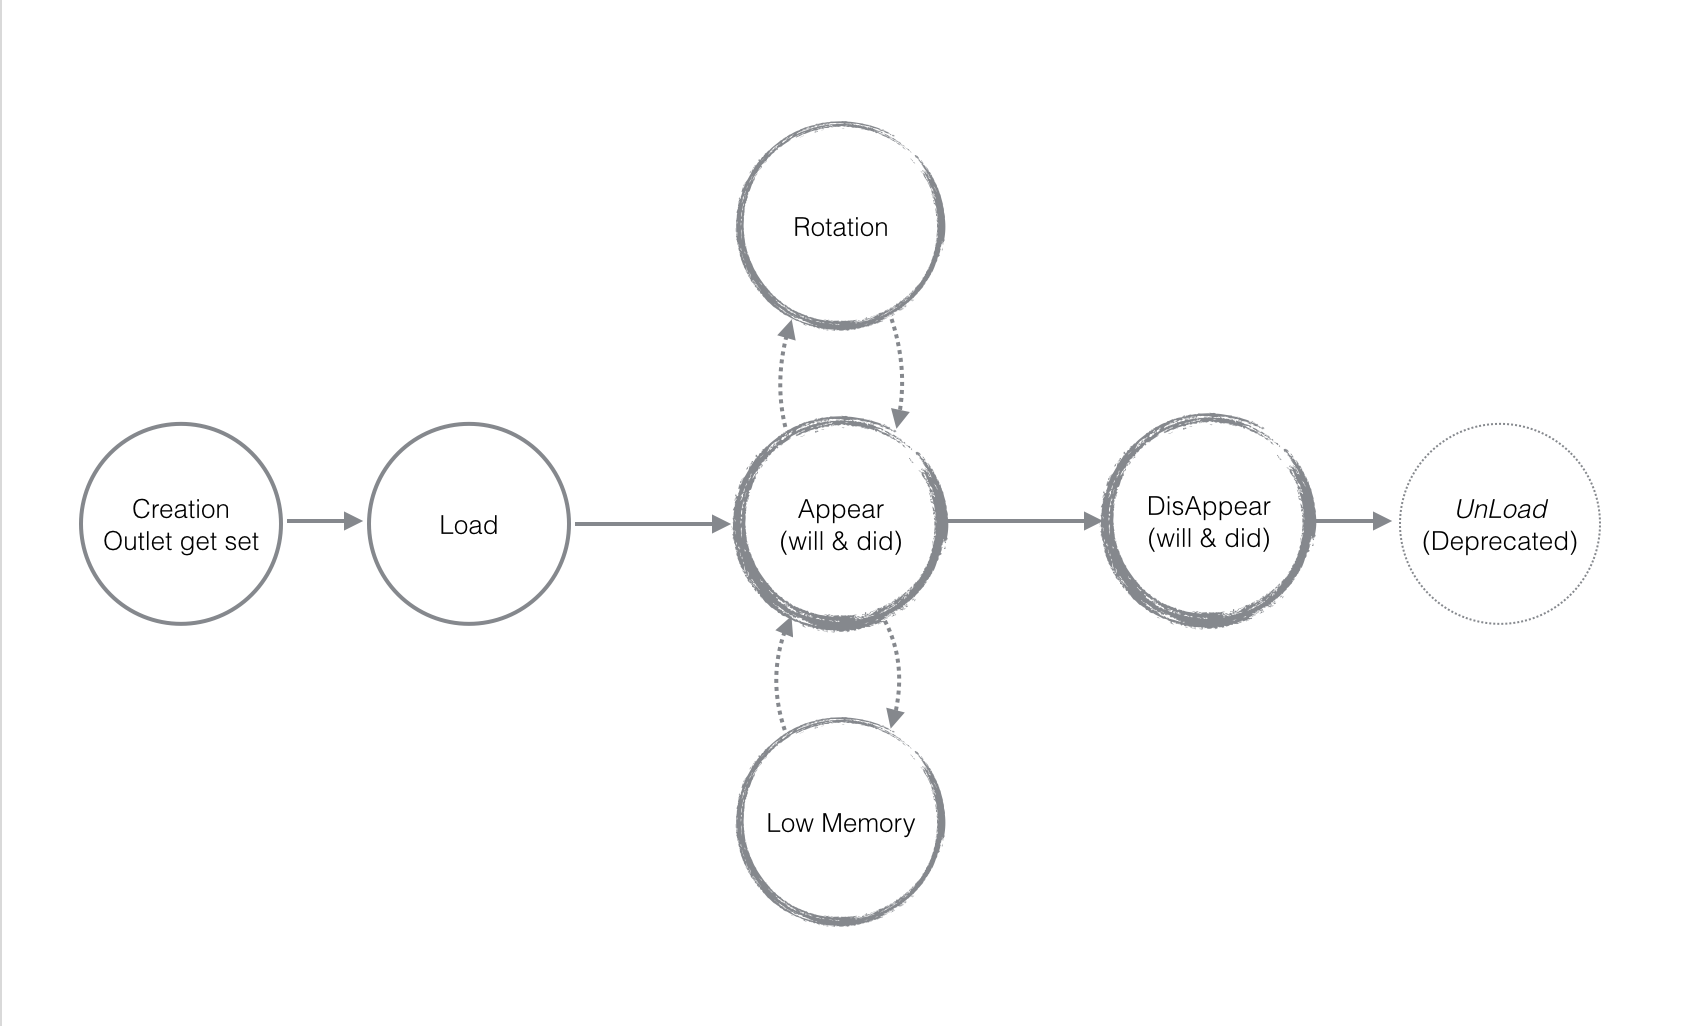 Rotation
Creation
Outlet get set
Load
Appear
(will & did)
DisAppear
(will & did)
UnLoad
(Deprecated)
Low Memory